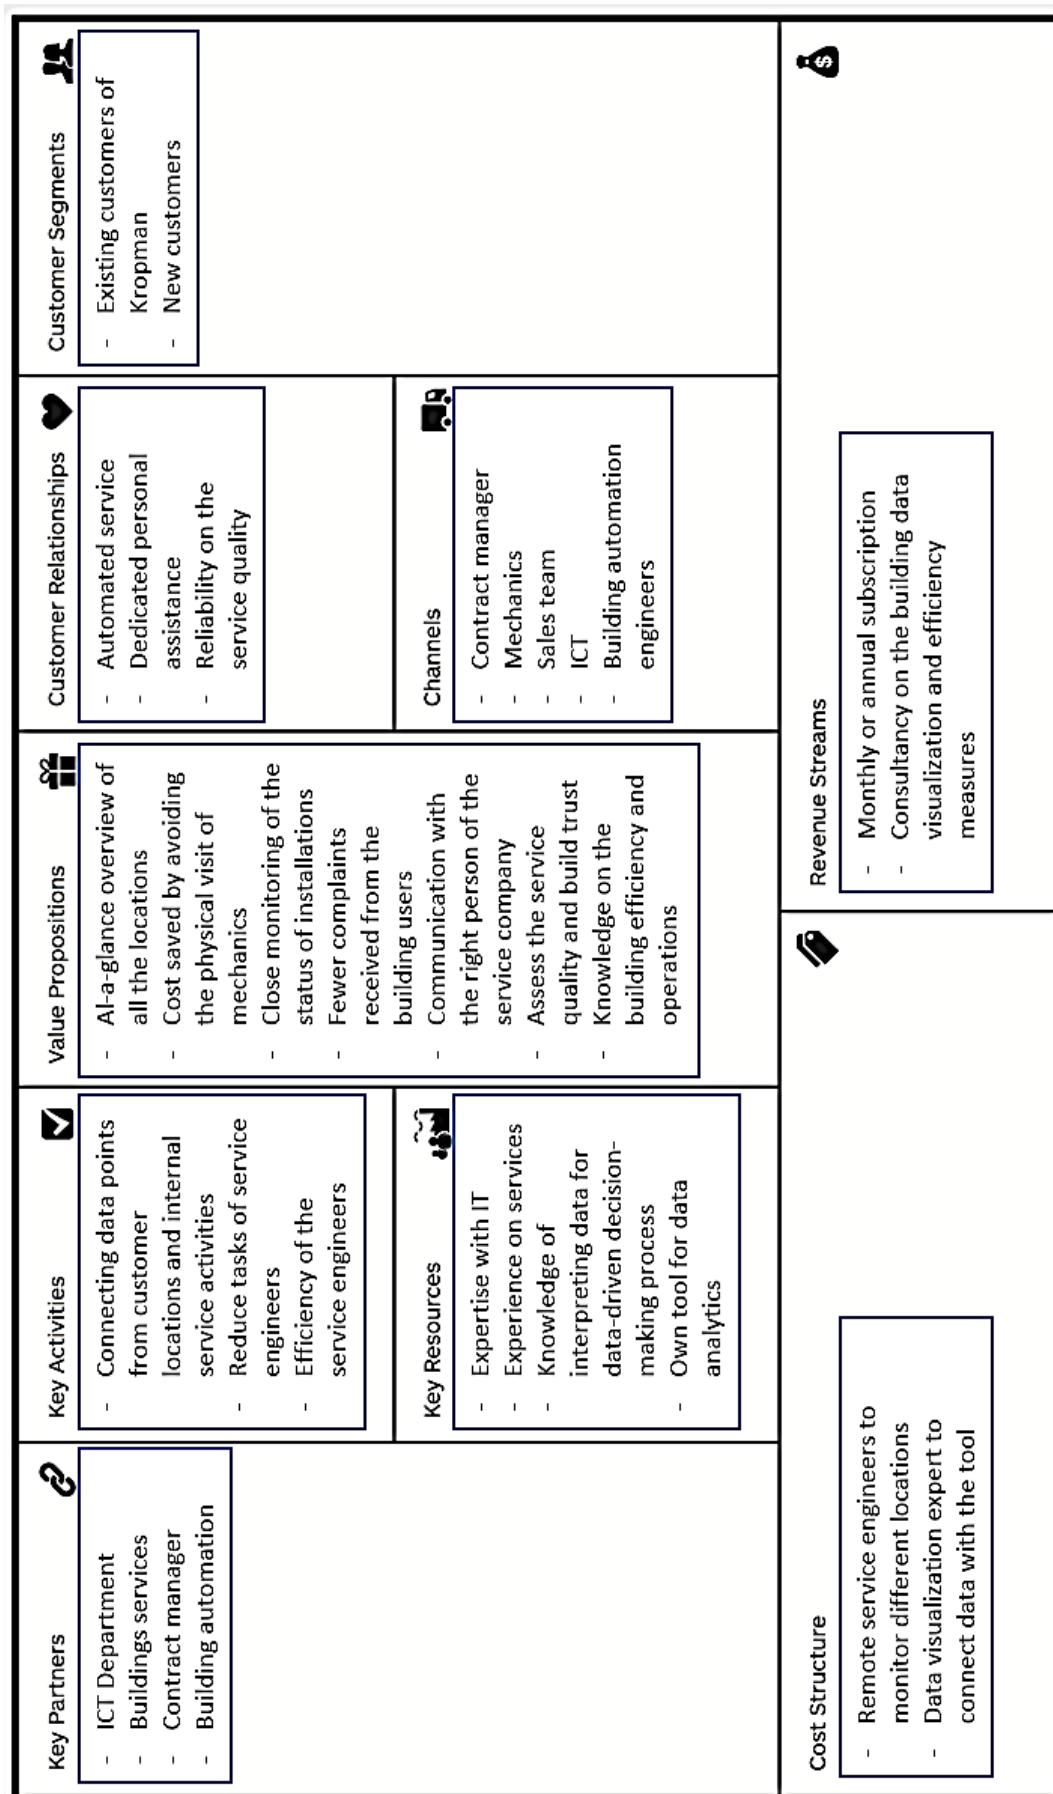 Key Partners
- ICT Department
- Buildings services
- Contract manager
- Building automation
Key Activities
- Connecting data points
from customer
locations and internal
service activities
- Reduce tasks of service
engineers
- Efficiency of the
service engineers
Key Resources
- Expertise with IT
- Experience on services
- Knowledge of
interpreting data for
data-driven decision-
making process
- Own tool for data
analytics
Value Propositions
- Al-a-glance overview of
all the locations
- Cost saved by avoiding
the physical visit of
mechanics
- Close monitoring of the
status of installations
- Fewer complaints
received from the
building users
- Communication with
the right person of the
service company
- Assess the service
quality and build trust
- Knowledge on the
building efficiency and
operations
Customer Relationships
- Automated service
- Dedicated personal
assistance
- Reliability on the
service quality
Channels
- Contract manager
- Mechanics
- Sales team
- ICT
- Building automation
engineers
Customer Segments
- Existing customers of
Kropman
- New customers
Cost Structure
- Remote service engineers to
monitor different locations
- Data visualization expert to
connect data with the tool
Revenue Streams
- Monthly or annual subscription
- Consultancy on the building data
visualization and efficiency
measures
$